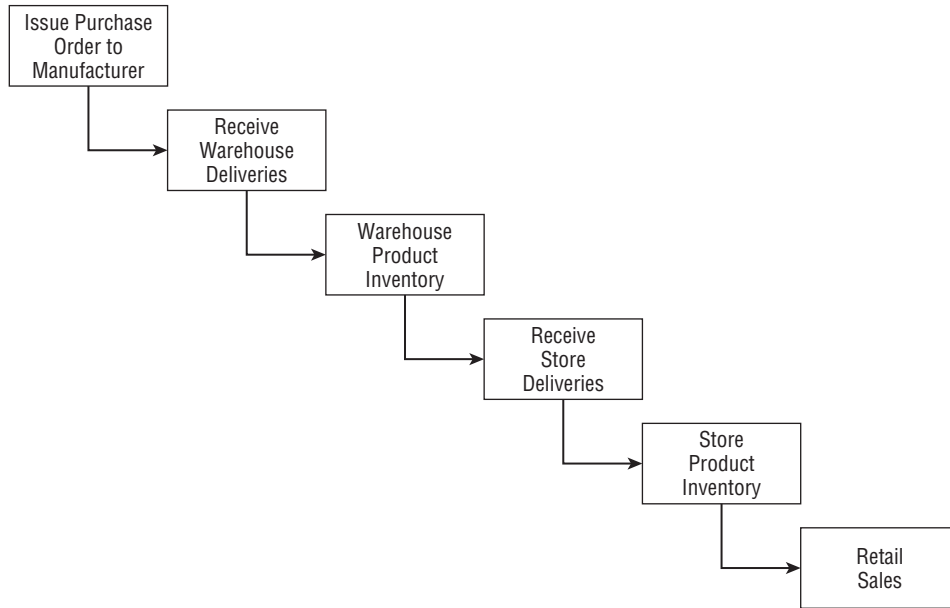 Issue Purchase
Order to
Manufacturer
Receive
Warehouse
Deliveries
Warehouse
Product
Inventory
Receive
Store
Deliveries
Store
Product
Inventory
Retail
Sales